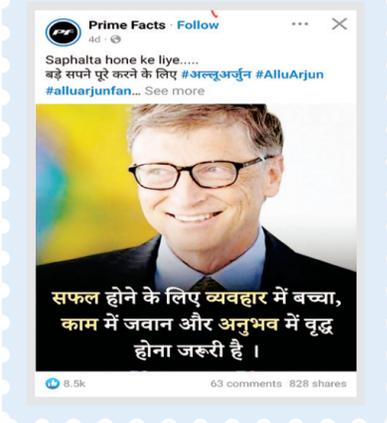 PF
Prime Facts · Follow
4d ·
Saphalta hone ke liye.....
बड़े सपने पूरे करने के लिए #अल्लूअर्जुन #AlluArjun
#alluarjunfan... See more
सफल होने के लिए व्यवहार में बच्चा,
काम में जवान और अनुभव में वृद्ध
होना जरूरी है ।
8.5k 63 comments 828 shares